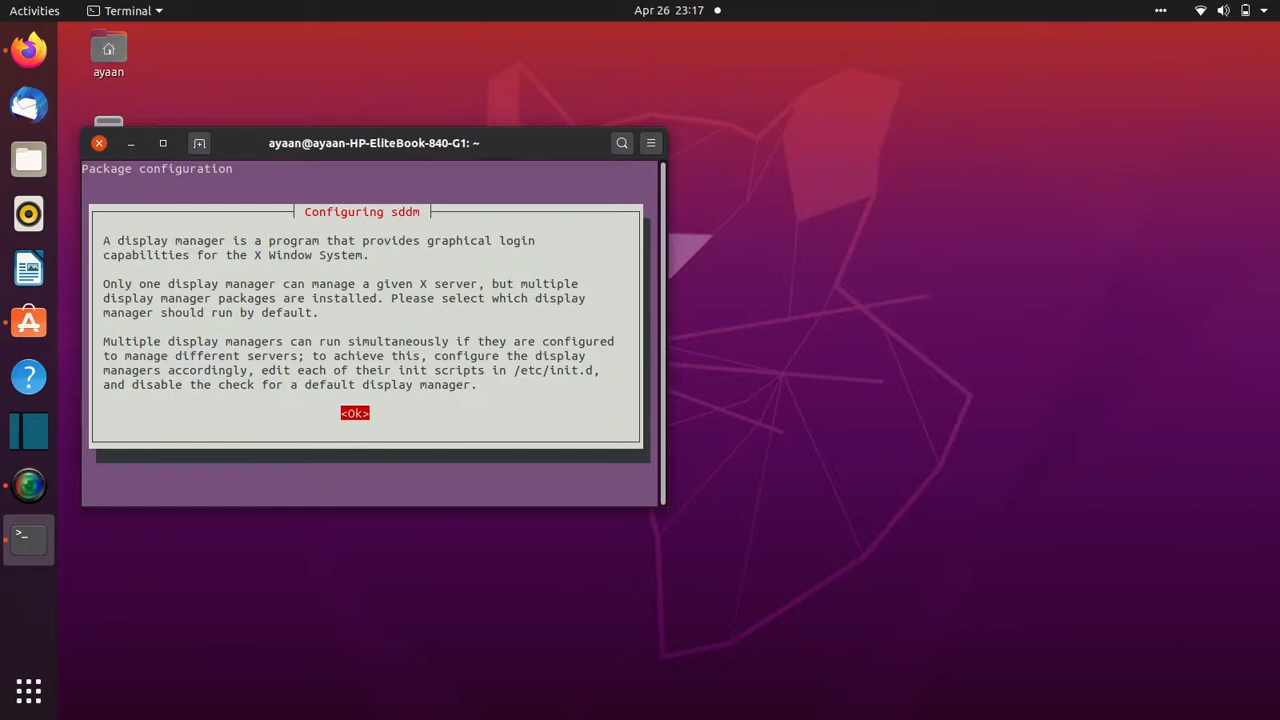 Activities
Terminal
Apr 26 23:17
ayaan
ayaan@ayaan-HP-EliteBook-840-G1: ~
Package configuration
Configuring sddm
A display manager is a program that provides graphical login
capabilities for the X Window System.
Only one display manager can manage a given X server, but multiple
display manager packages are installed. Please select which display
manager should run by default.
Multiple display managers can run simultaneously if they are configured
to manage different servers; to achieve this, configure the display
managers accordingly, edit each of their init scripts in /etc/init.d,
and disable the check for a default display manager.
<Ok>